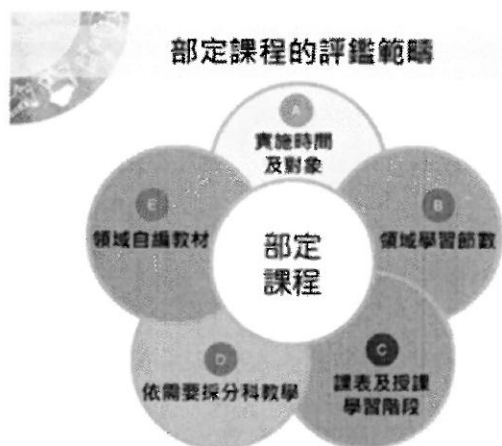 部定課程的評鑑範疇
A
實施時間
及對象
B
領域學習節數
C
課表及授課
學習階段
D
依需要採分科教學
E
領域自編教材
部定
課程